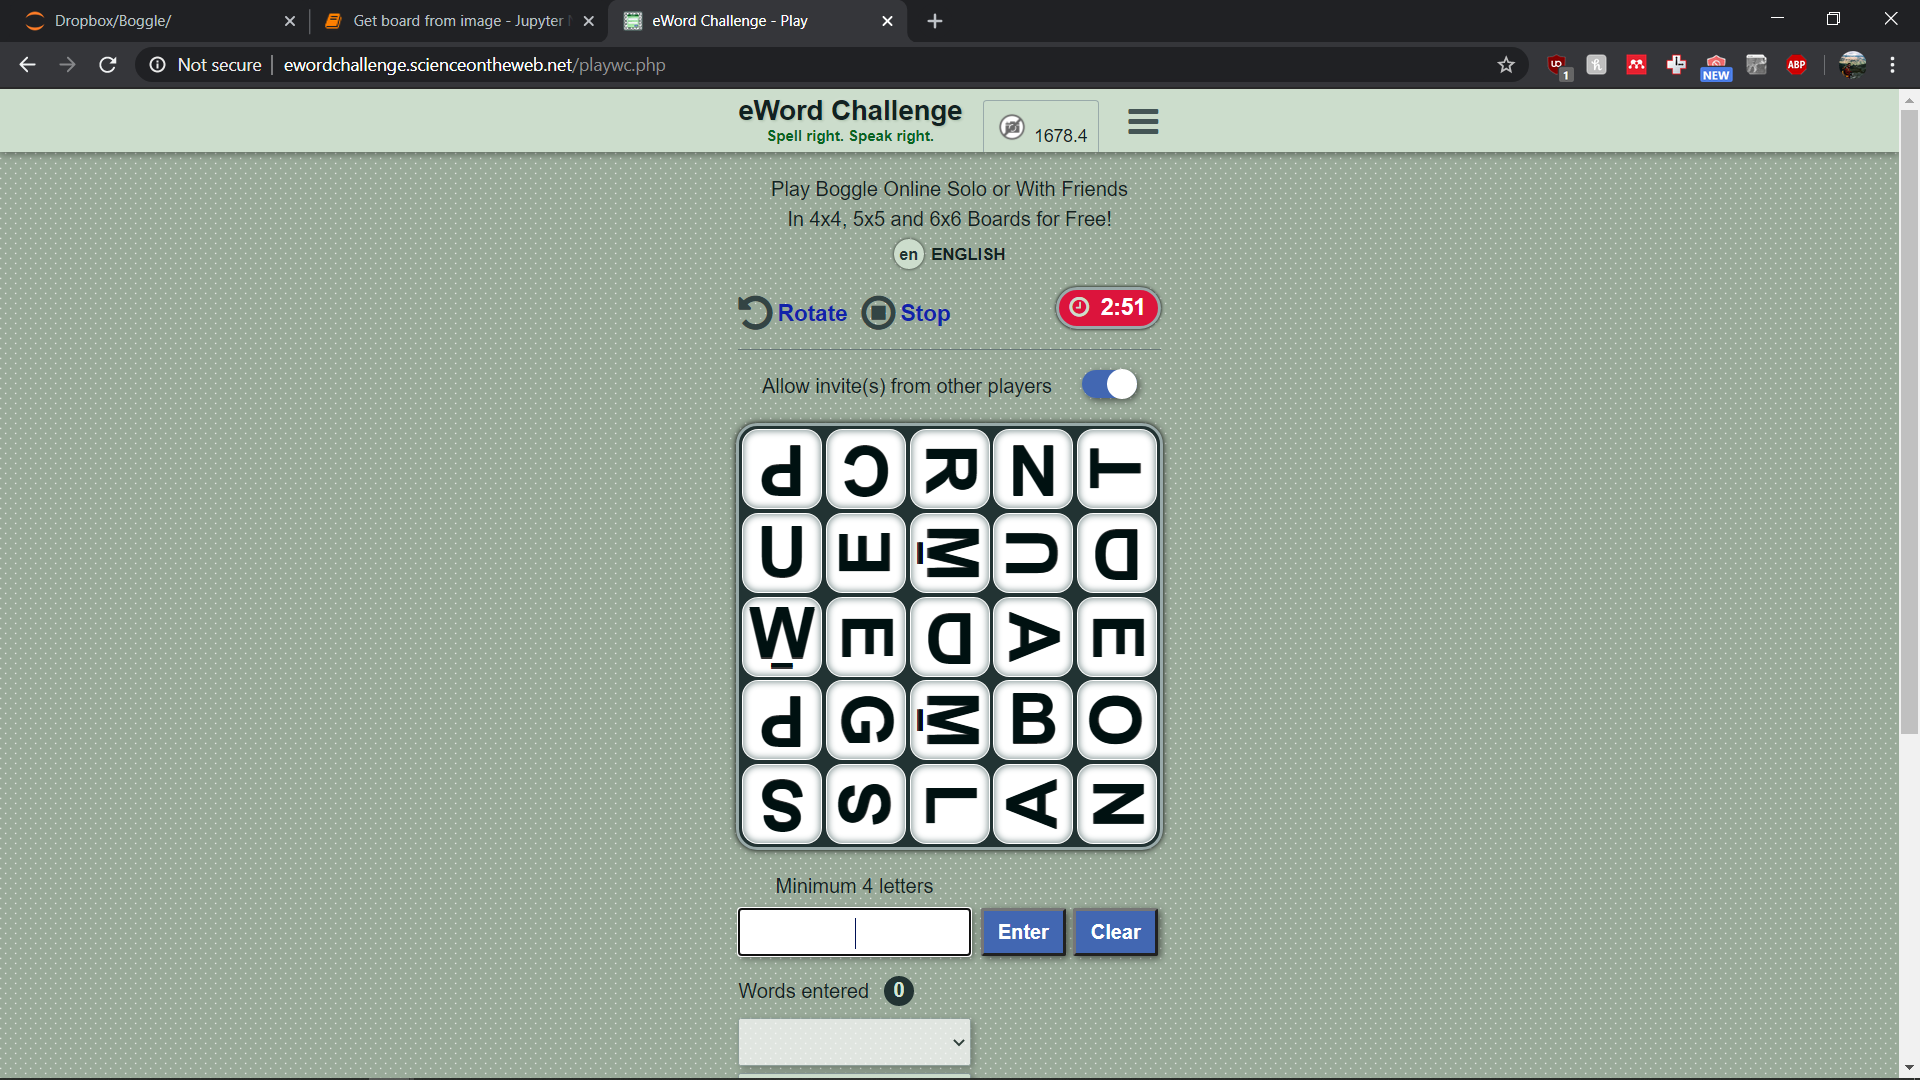 Dropbox/Boggle/
Get board from image - Jupyter
eWord Challenge - Play
Not secure
ewordchallenge.scienceontheweb.net/playwc.php
1
NEW
ABP
eWord Challenge
Spell right. Speak right.
1678.4
Play Boggle Online Solo or With Friends
In 4x4, 5x5 and 6x6 Boards for Free!
en ENGLISH
Rotate Stop 2:51
Allow invite(s) from other players
P C R N T
U E M U D
W E D A E
P G M B O
S S L A N
Minimum 4 letters
Enter Clear
Words entered 0